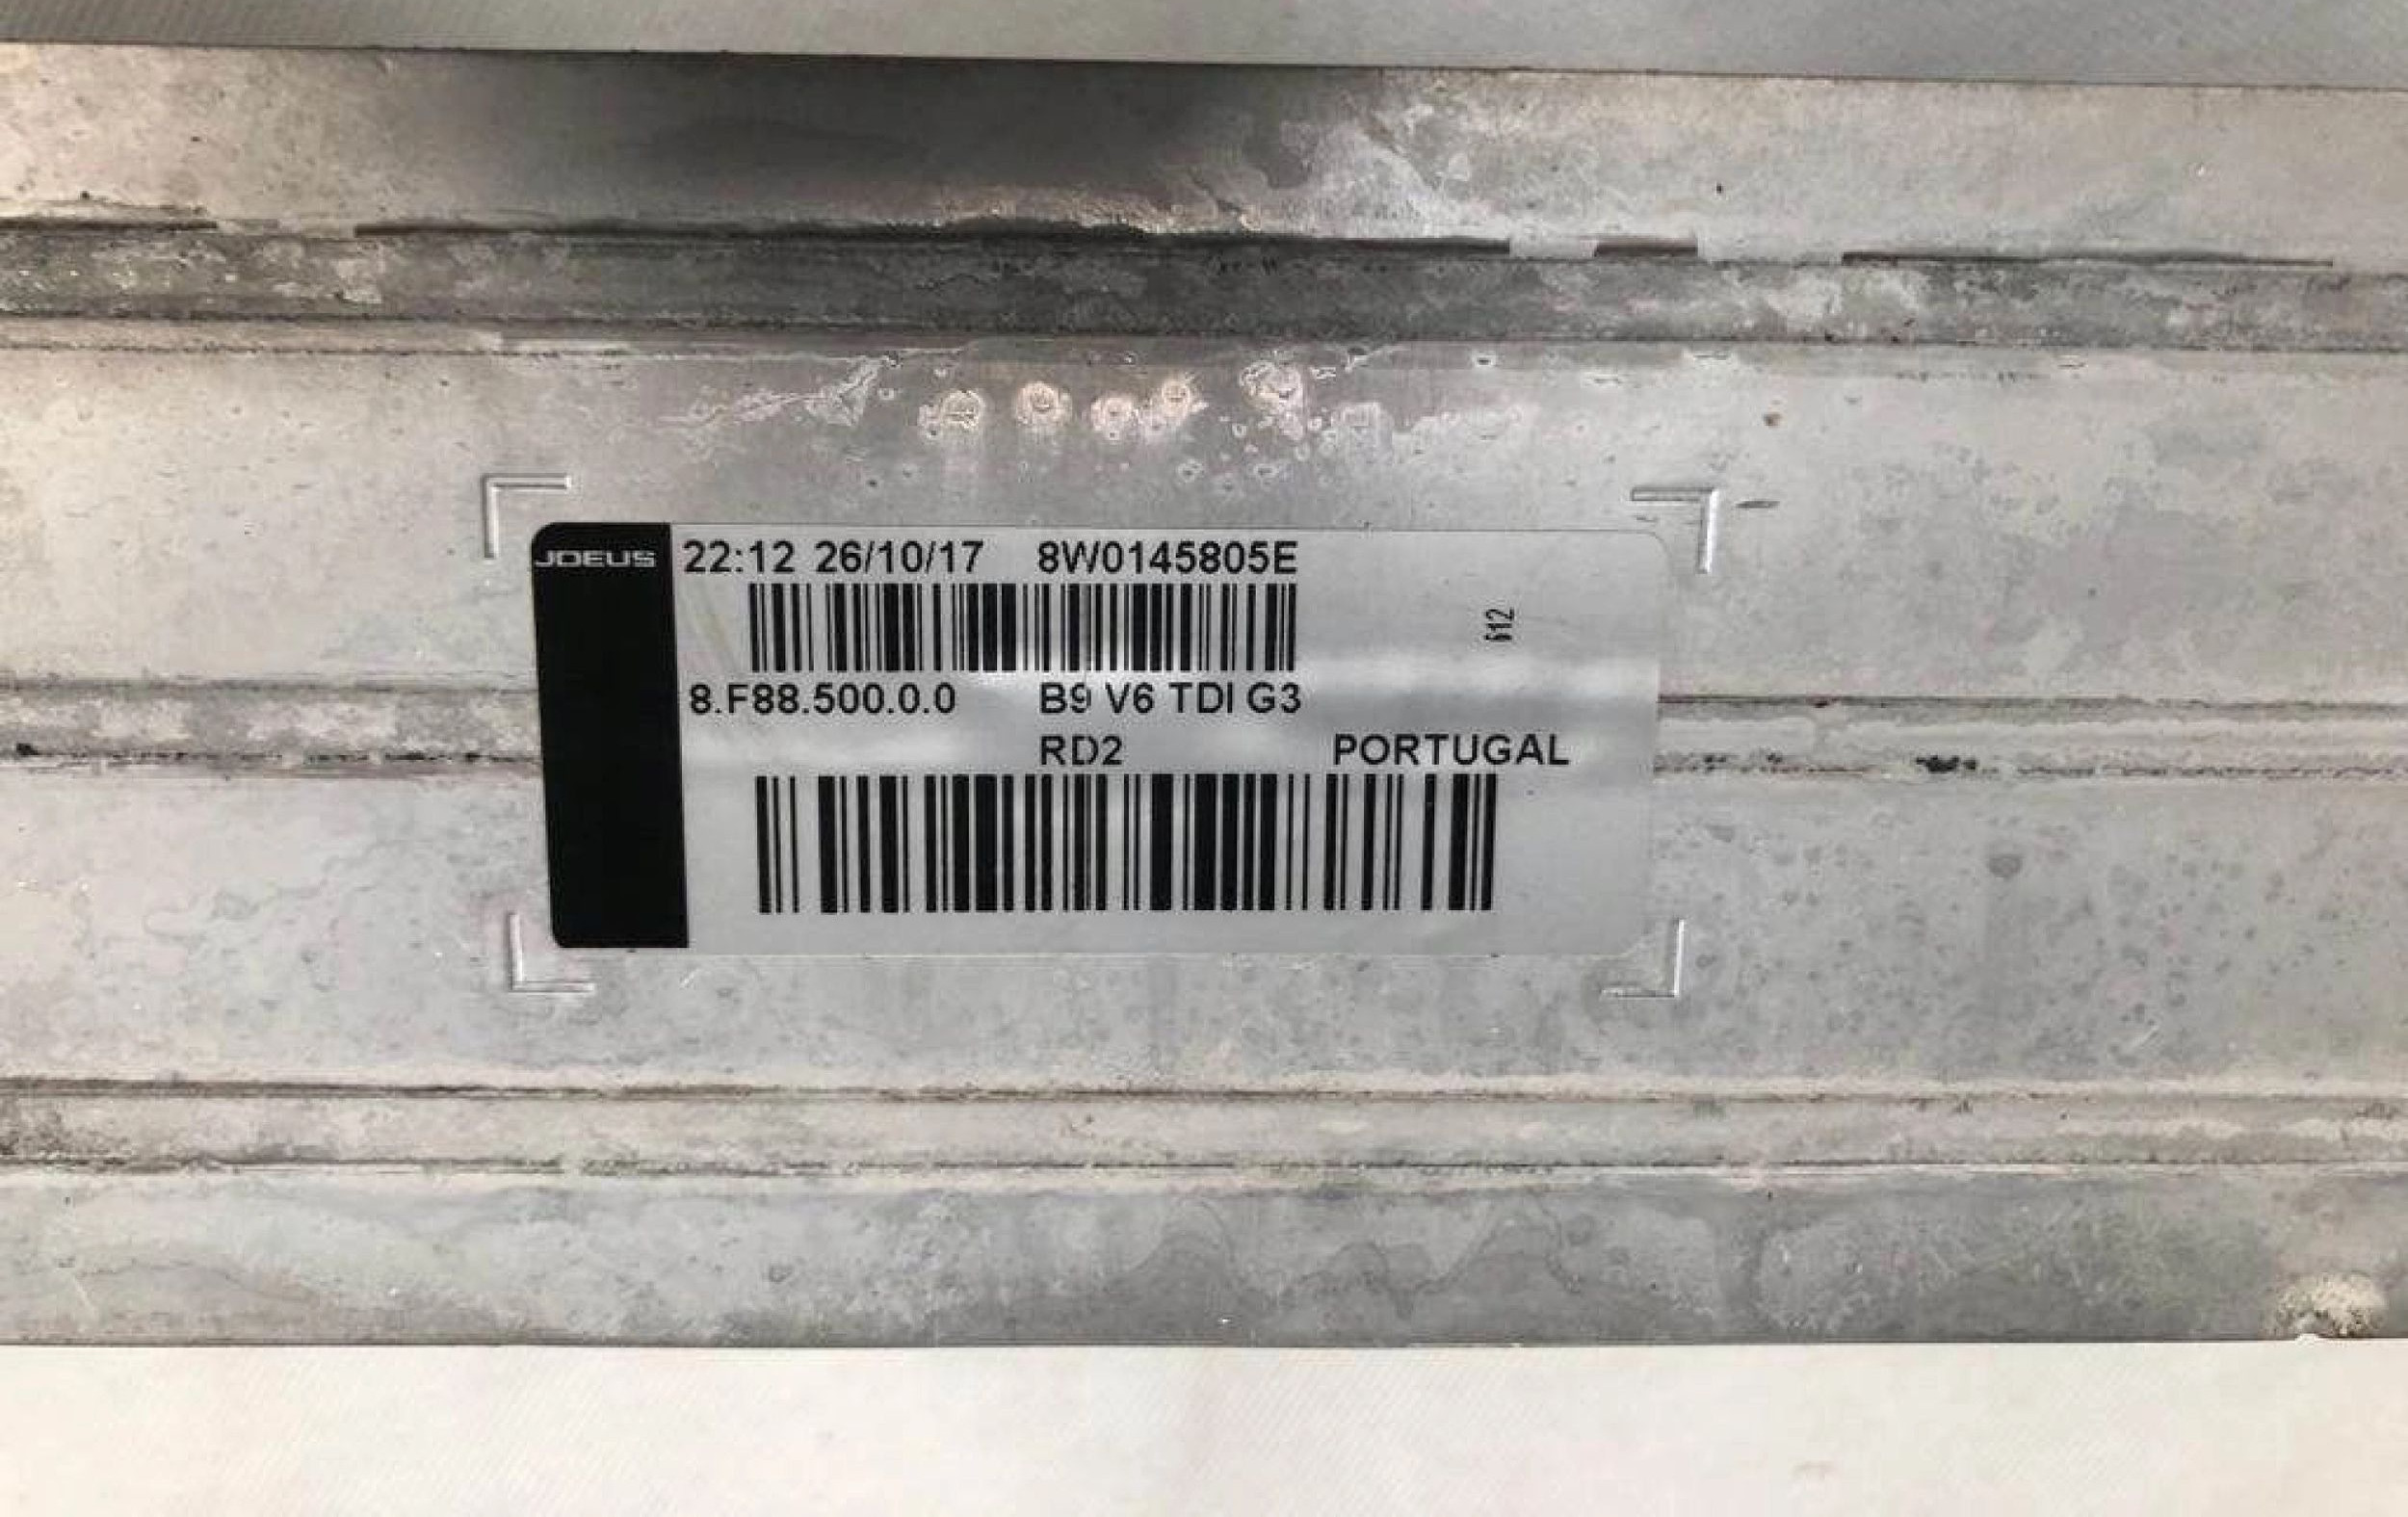 JDEUS 22:12 26/10/17 8W0145805E
612
8.F88.500.0.0 B9 V6 TDI G3
RD2 PORTUGAL